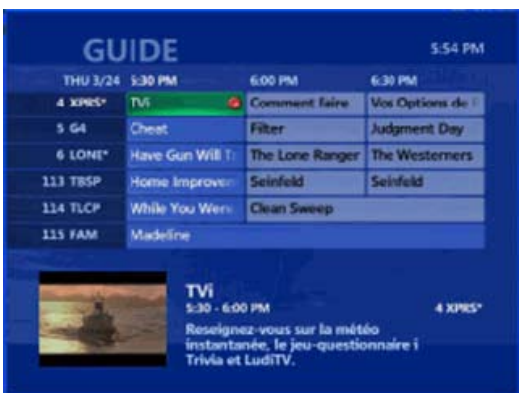 GUIDE 5:54 PM
THU 3/24 5:30 PM 6:00 PM 6:30 PM
4 XPRS* TVi Comment faire Vos Options de
5 G4 Cheat Filter Judgment Day
6 LONE* Have Gun Will T The Lone Ranger The Westerners
113 TBSP Home Improvem Seinfeld Seinfeld
114 TLCP While You Were Clean Sweep
115 FAM Madeline
TVi
5:30 - 6:00 PM 4 XPRS*
Reseignez-vous sur la météo
instantanée, le jeu-questionnaire i
Trivia et LudiTV.